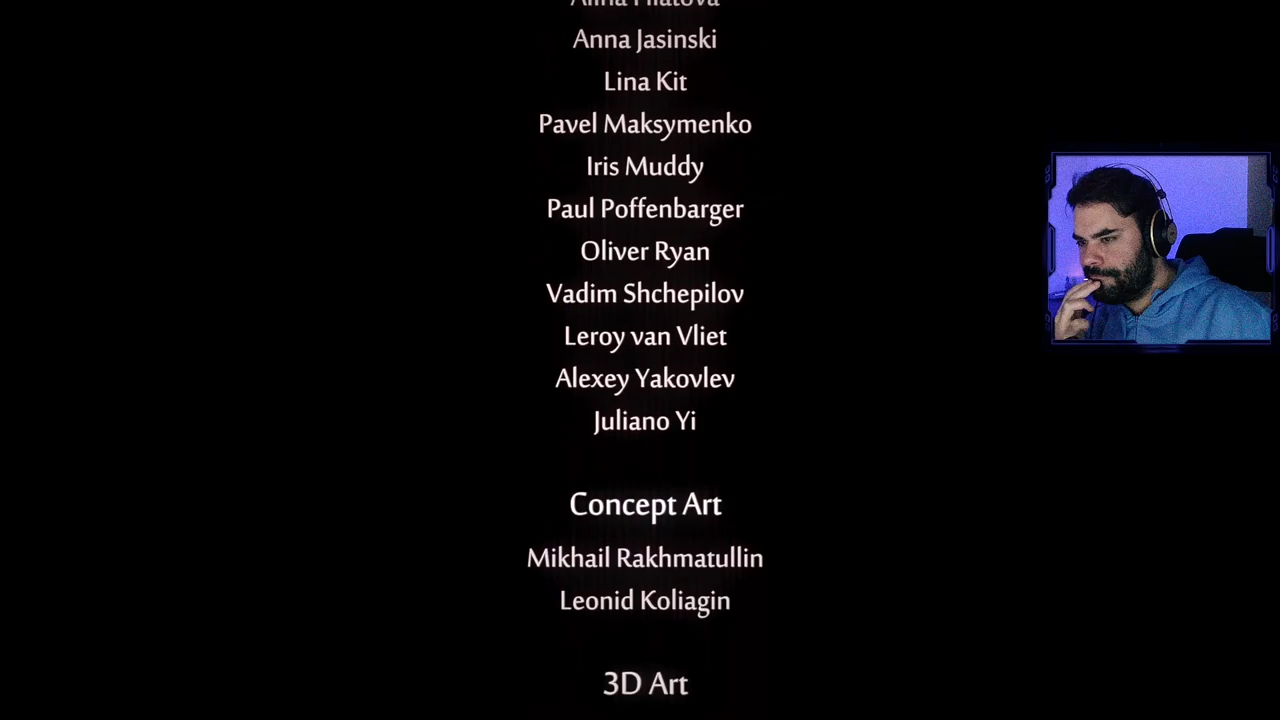 Anna Jasinski
Lina Kit
Pavel Maksymenko
Iris Muddy
Paul Poffenbarger
Oliver Ryan
Vadim Shchepilov
Leroy van Vliet
Alexey Yakovlev
Juliano Yi
Concept Art
Mikhail Rakhmatullin
Leonid Koliagin
3D Art